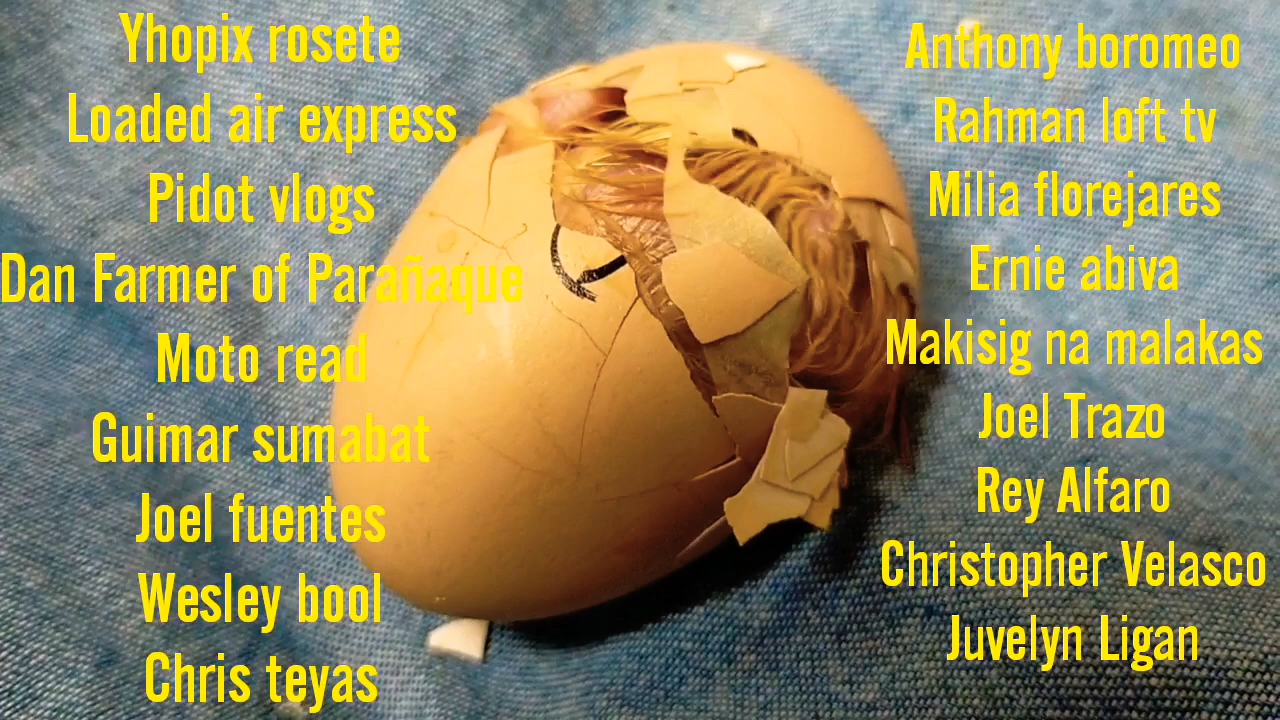 Yhopix rosete
Loaded air express
Pidot vlogs
Dan Farmer of Parañaque
Moto read
Guimar sumabat
Joel fuentes
Wesley bool
Chris teyas
Anthony boromeo
Rahman loft tv
Milia florejares
Ernie abiva
Makisig na malakas
Joel Trazo
Rey Alfaro
Christopher Velasco
Juvelyn Ligan